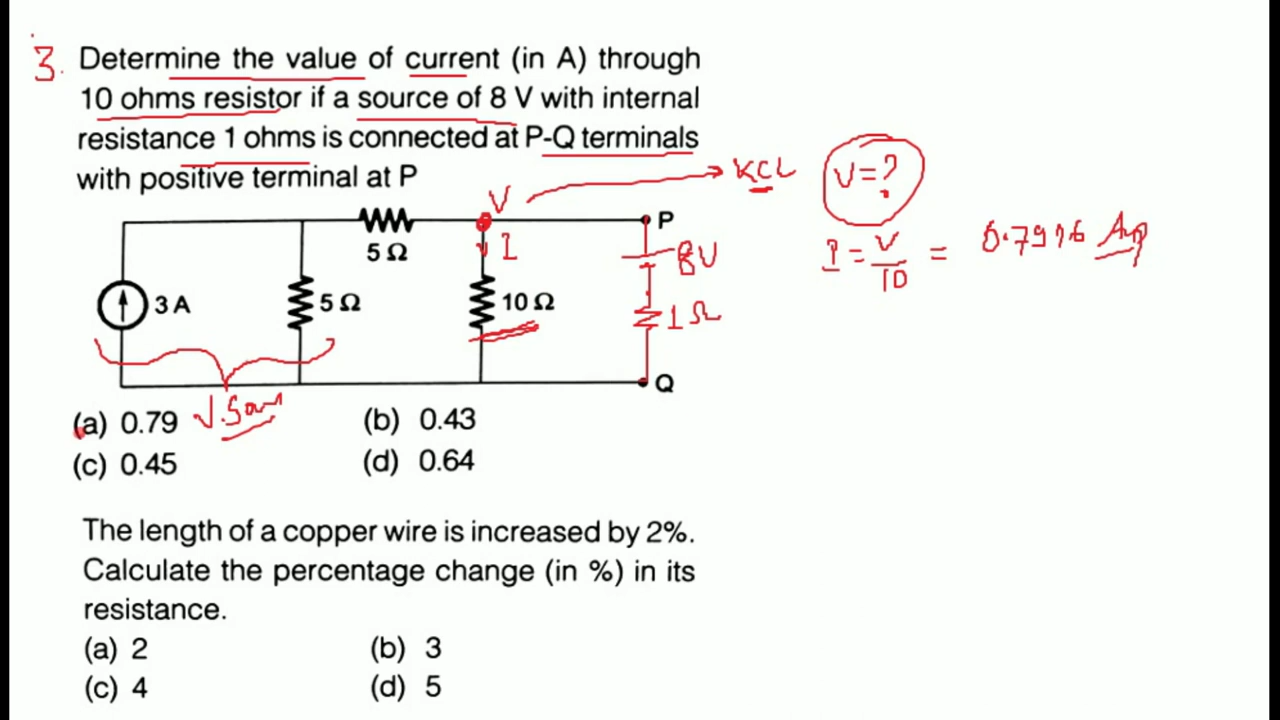 3. Determine the value of current (in A) through
10 ohms resistor if a source of 8 V with internal
resistance 1 ohms is connected at P-Q terminals
with positive terminal at P
KCL
V=?
V
P
5 Ω
I
8V
I = V/10 = 0.7976 Amp
3 A
5 Ω
10 Ω
1Ω
Q
(a) 0.79
(b) 0.43
(c) 0.45
(d) 0.64
The length of a copper wire is increased by 2%.
Calculate the percentage change (in %) in its
resistance.
(a) 2
(b) 3
(c) 4
(d) 5